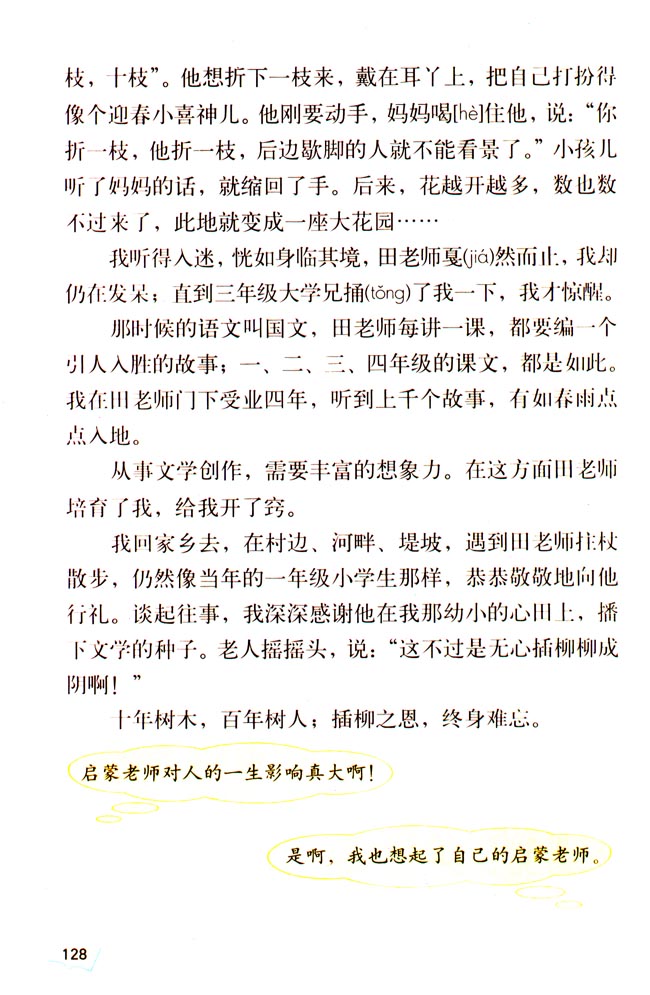 枝，十枝”。他想折下一枝来，戴在耳丫上，把自己打扮得
像个迎春小喜神儿。他刚要动手，妈妈喝[hè]住他，说：“你
折一枝，他折一枝，后边歇脚的人就不能看景了。”小孩儿
听了妈妈的话，就缩回了手。后来，花越开越多，数也数
不过来了，此地就变成一座大花园……
我听得入迷，恍如身临其境，田老师戛(jiá)然而止，我却
仍在发呆；直到三年级大学兄捅(tǒng)了我一下，我才惊醒。
那时候的语文叫国文，田老师每讲一课，都要编一个
引人入胜的故事；一、二、三、四年级的课文，都是如此。
我在田老师门下受业四年，听到上千个故事，有如春雨点
点入地。
从事文学创作，需要丰富的想象力。在这方面田老师
培育了我，给我开了窍。
我回家乡去，在村边、河畔、堤坡，遇到田老师拄杖
散步，仍然像当年的一年级小学生那样，恭恭敬敬地向他
行礼。谈起往事，我深深感谢他在我那幼小的心田上，播
下文学的种子。老人摇摇头，说：“这不过是无心插柳柳成
阴啊！”
十年树木，百年树人；插柳之恩，终身难忘。
启蒙老师对人的一生影响真大啊！
是啊，我也想起了自己的启蒙老师。
128